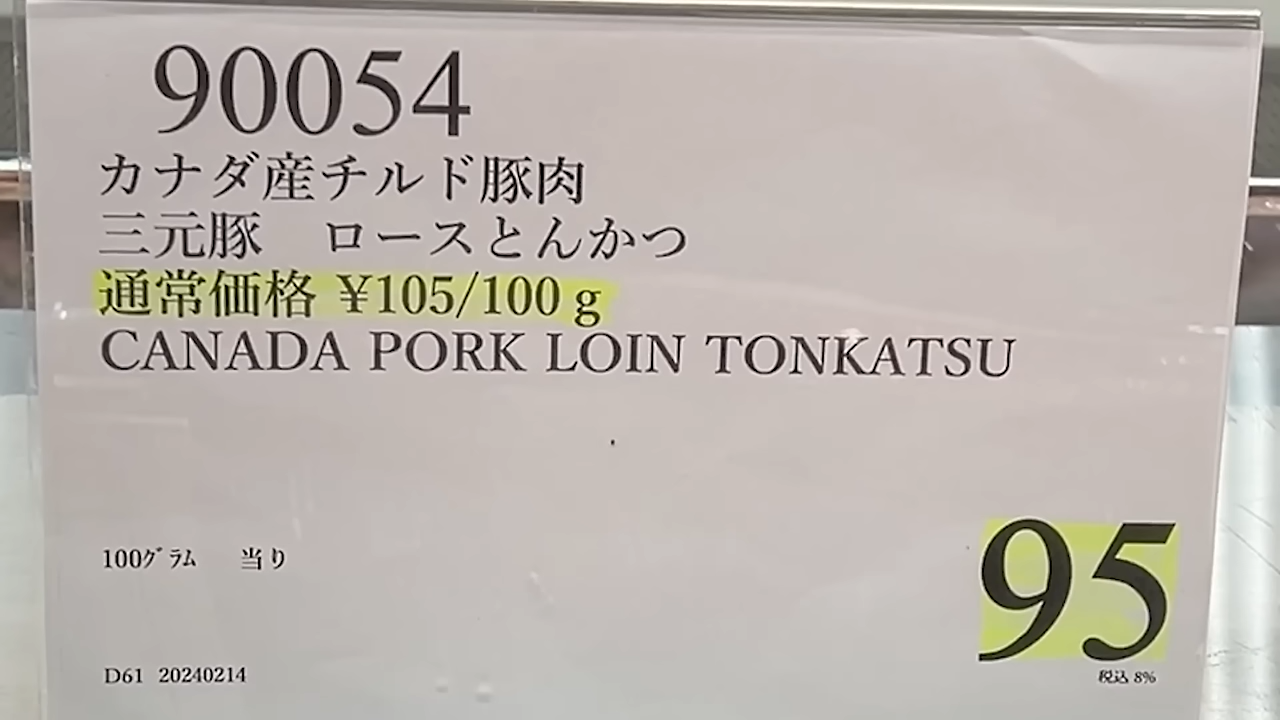 90054
カナダ産チルド豚肉
三元豚　ロースとんかつ
通常価格 ¥105/100g
CANADA PORK LOIN TONKATSU
100ｸﾞﾗﾑ　当り
95
税込 8%
D61 20240214